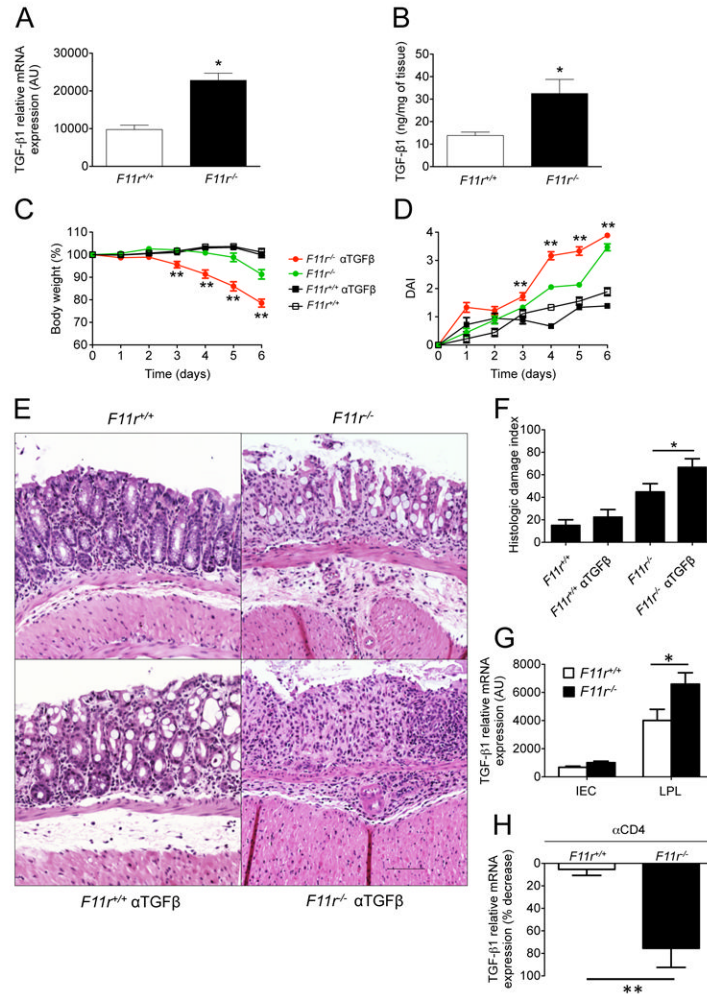 A
TGF-β1 relative mRNA
expression (AU)
30000
20000
10000
0
*
F11r+/+
F11r-/-
B
TGF-β1 (ng/mg of tissue)
50
40
30
20
10
0
*
F11r+/+
F11r-/-
C
Body weight (%)
110
100
90
80
70
60
0 1 2 3 4 5 6
Time (days)
** ** ** **
F11r-/- αTGFβ
F11r-/-
F11r+/+ αTGFβ
F11r+/+
D
DAI
4
3
2
1
0
0 1 2 3 4 5 6
Time (days)
** ** ** **
E
F11r+/+
F11r-/-
F11r+/+ αTGFβ
F11r-/- αTGFβ
F
Histologic damage index
100
80
60
40
20
0
*
F11r+/+
F11r+/+ αTGFβ
F11r-/-
F11r-/- αTGFβ
G
TGF-β1 relative mRNA
expression (AU)
8000
6000
4000
2000
0
F11r+/+
F11r-/-
*
IEC
LPL
H
αCD4
F11r+/+
F11r-/-
TGF-β1 relative mRNA
expression (% decrease)
0
20
40
60
80
100
**